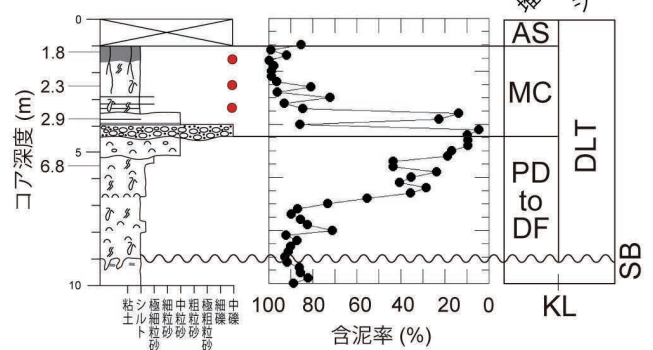 0
1.8
2.3
2.9
5
6.8
10
コア深度 (m)
粘土
シルト
極細粒砂
細粒砂
中粒砂
粗粒砂
極粗粒砂
細礫
中礫
100 80 60 40 20 0
含泥率 (%)
AS
MC
PD
to
DF
DLT
SB
KL